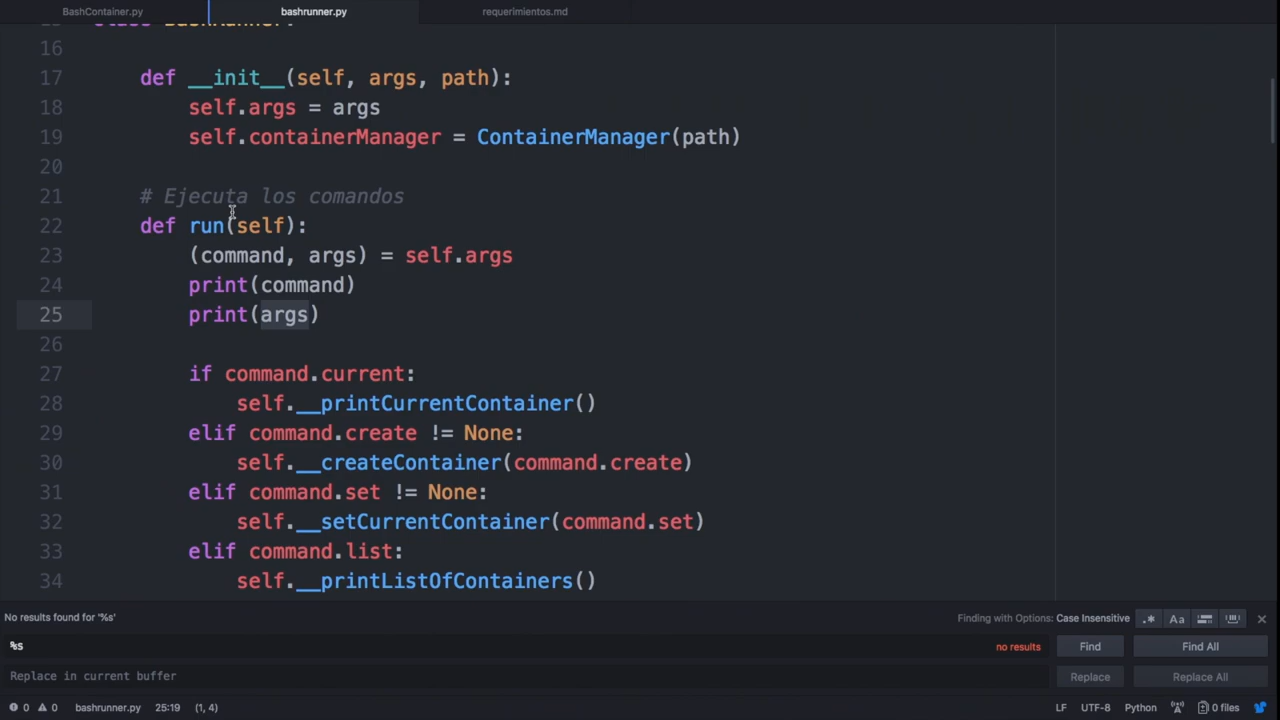 BashContainer.py
bashrunner.py
requerimientos.md
16
17 def __init__(self, args, path):
18 self.args = args
19 self.containerManager = ContainerManager(path)
20
21 # Ejecuta los comandos
22 def run(self):
23 (command, args) = self.args
24 print(command)
25 print(args)
26
27 if command.current:
28 self.__printCurrentContainer()
29 elif command.create != None:
30 self.__createContainer(command.create)
31 elif command.set != None:
32 self.__setCurrentContainer(command.set)
33 elif command.list:
34 self.__printListOfContainers()
No results found for '%s'
Finding with Options: Case Insensitive
.* Aa
%s
no results
Find
Find All
Replace in current buffer
Replace
Replace All
0 0 bashrunner.py 25:19 (1, 4)
LF UTF-8 Python 0 files